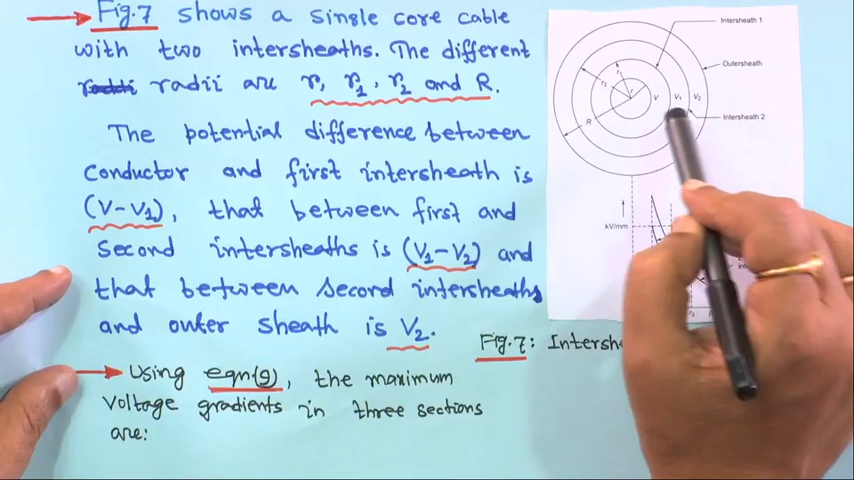 Fig.7 shows a single core cable
with two intersheaths. The different
radii are r, r1, r2 and R.
The potential difference between
conductor and first intersheath is
(V-V1), that between first and
second intersheaths is (V1-V2) and
that between second intersheaths
and outer sheath is V2.
Using eqn(9), the maximum
voltage gradients in three sections
are:
Intersheath 1
Outersheath
Intersheath 2
r1
r2
r
R
V
V1
V2
kV/mm
r2
Fig.7: Intersh